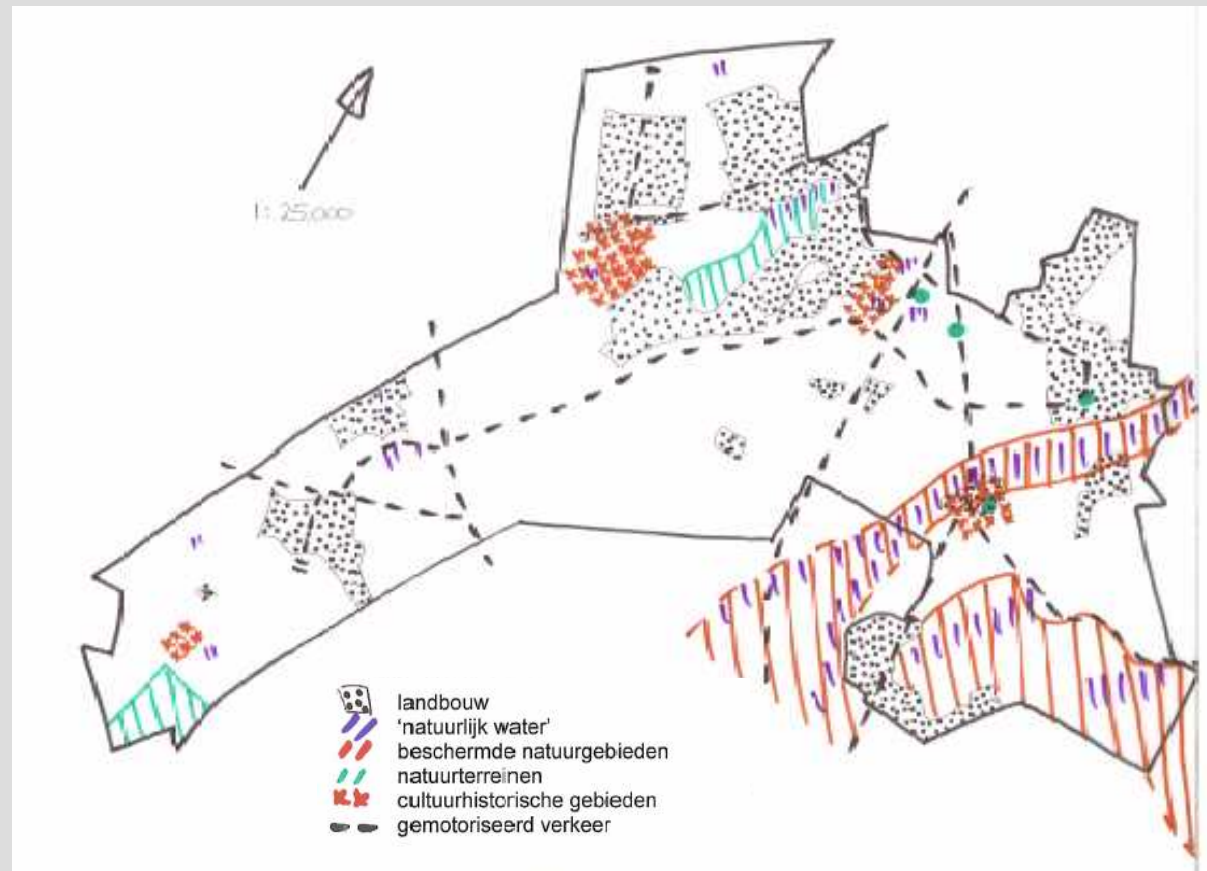 1: 25.000
landbouw
'natuurlijk water'
beschermde natuurgebieden
natuurterreinen
cultuurhistorische gebieden
gemotoriseerd verkeer